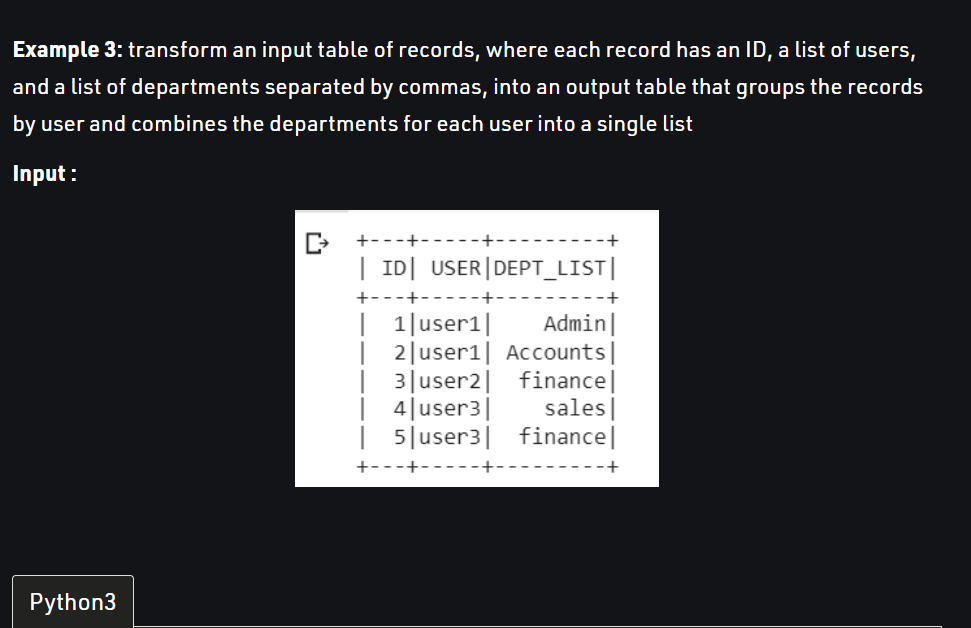 Example 3: transform an input table of records, where each record has an ID, a list of users,
and a list of departments separated by commas, into an output table that groups the records
by user and combines the departments for each user into a single list
Input :
+---+-----+---------+
| ID| USER|DEPT_LIST|
+---+-----+---------+
|  1|user1|    Admin|
|  2|user1| Accounts|
|  3|user2|  finance|
|  4|user3|    sales|
|  5|user3|  finance|
+---+-----+---------+
Python3